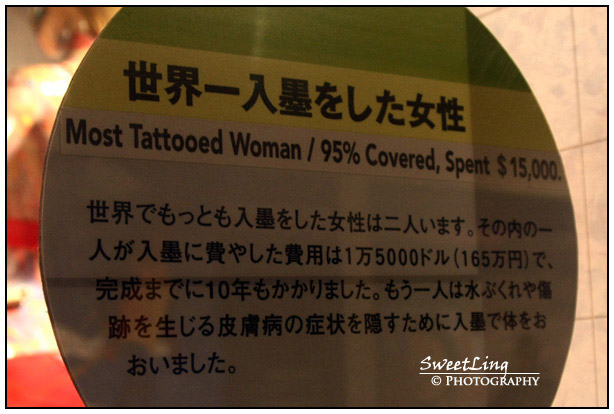 世界一入墨をした女性
Most Tattooed Woman / 95% Covered, Spent $15,000.
世界でもっとも入墨をした女性は二人います。その内の一
人が入墨に費やした費用は1万5000ドル(165万円)で、
完成までに10年もかかりました。もう一人は水ぶくれや傷
跡を生じる皮膚病の症状を隠すために入墨で体をお
おいました。
SweetLing
© PHOTOGRAPHY